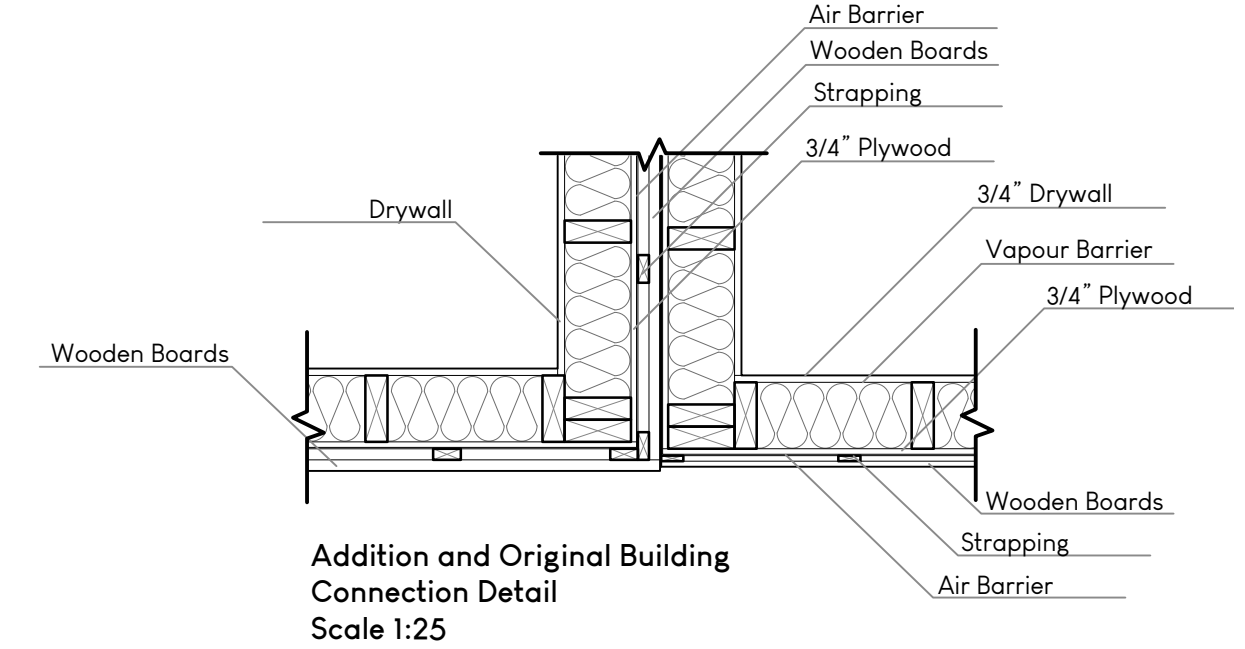 Air Barrier
Wooden Boards
Strapping
3/4” Plywood
3/4” Drywall
Drywall
Vapour Barrier
3/4” Plywood
Wooden Boards
Wooden Boards
Strapping
Air Barrier
Addition and Original Building
Connection Detail
Scale 1:25